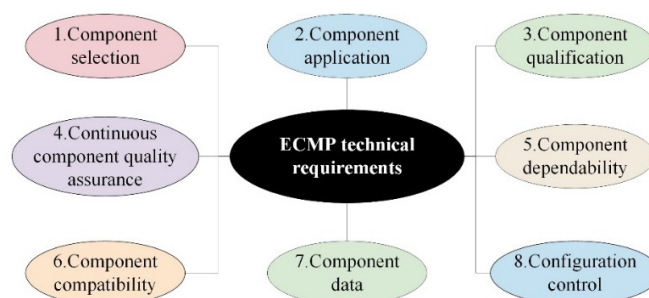 1.Component
selection
2.Component
application
3.Component
qualification
4.Continuous
component quality
assurance
ECMP technical
requirements
5.Component
dependability
6.Component
compatibility
7.Component
data
8.Configuration
control